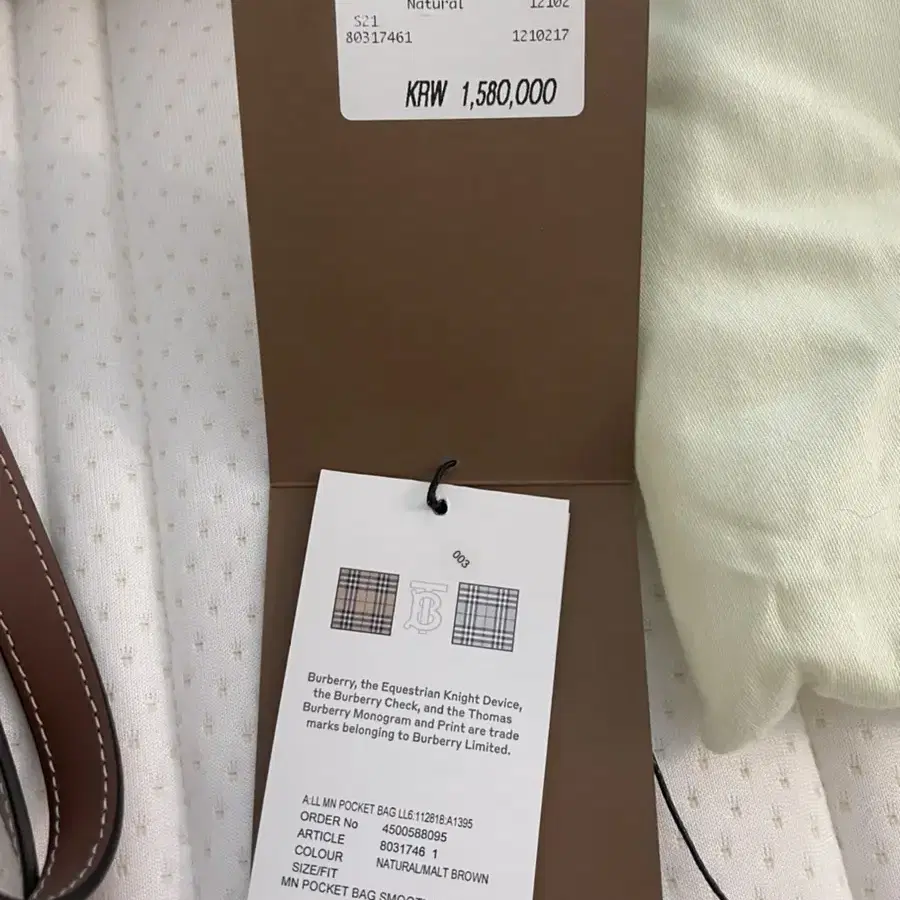 Natural 12102
S21
80317461 1210217
KRW 1,580,000
003
Burberry, the Equestrian Knight Device,
the Burberry Check, and the Thomas
Burberry Monogram and Print are trade
marks belonging to Burberry Limited.
A:LL MN POCKET BAG LL6:112818:A1395
ORDER No 4500588095
ARTICLE 8031746 1
COLOUR NATURAL/MALT BROWN
SIZE/FIT
MN POCKET BAG